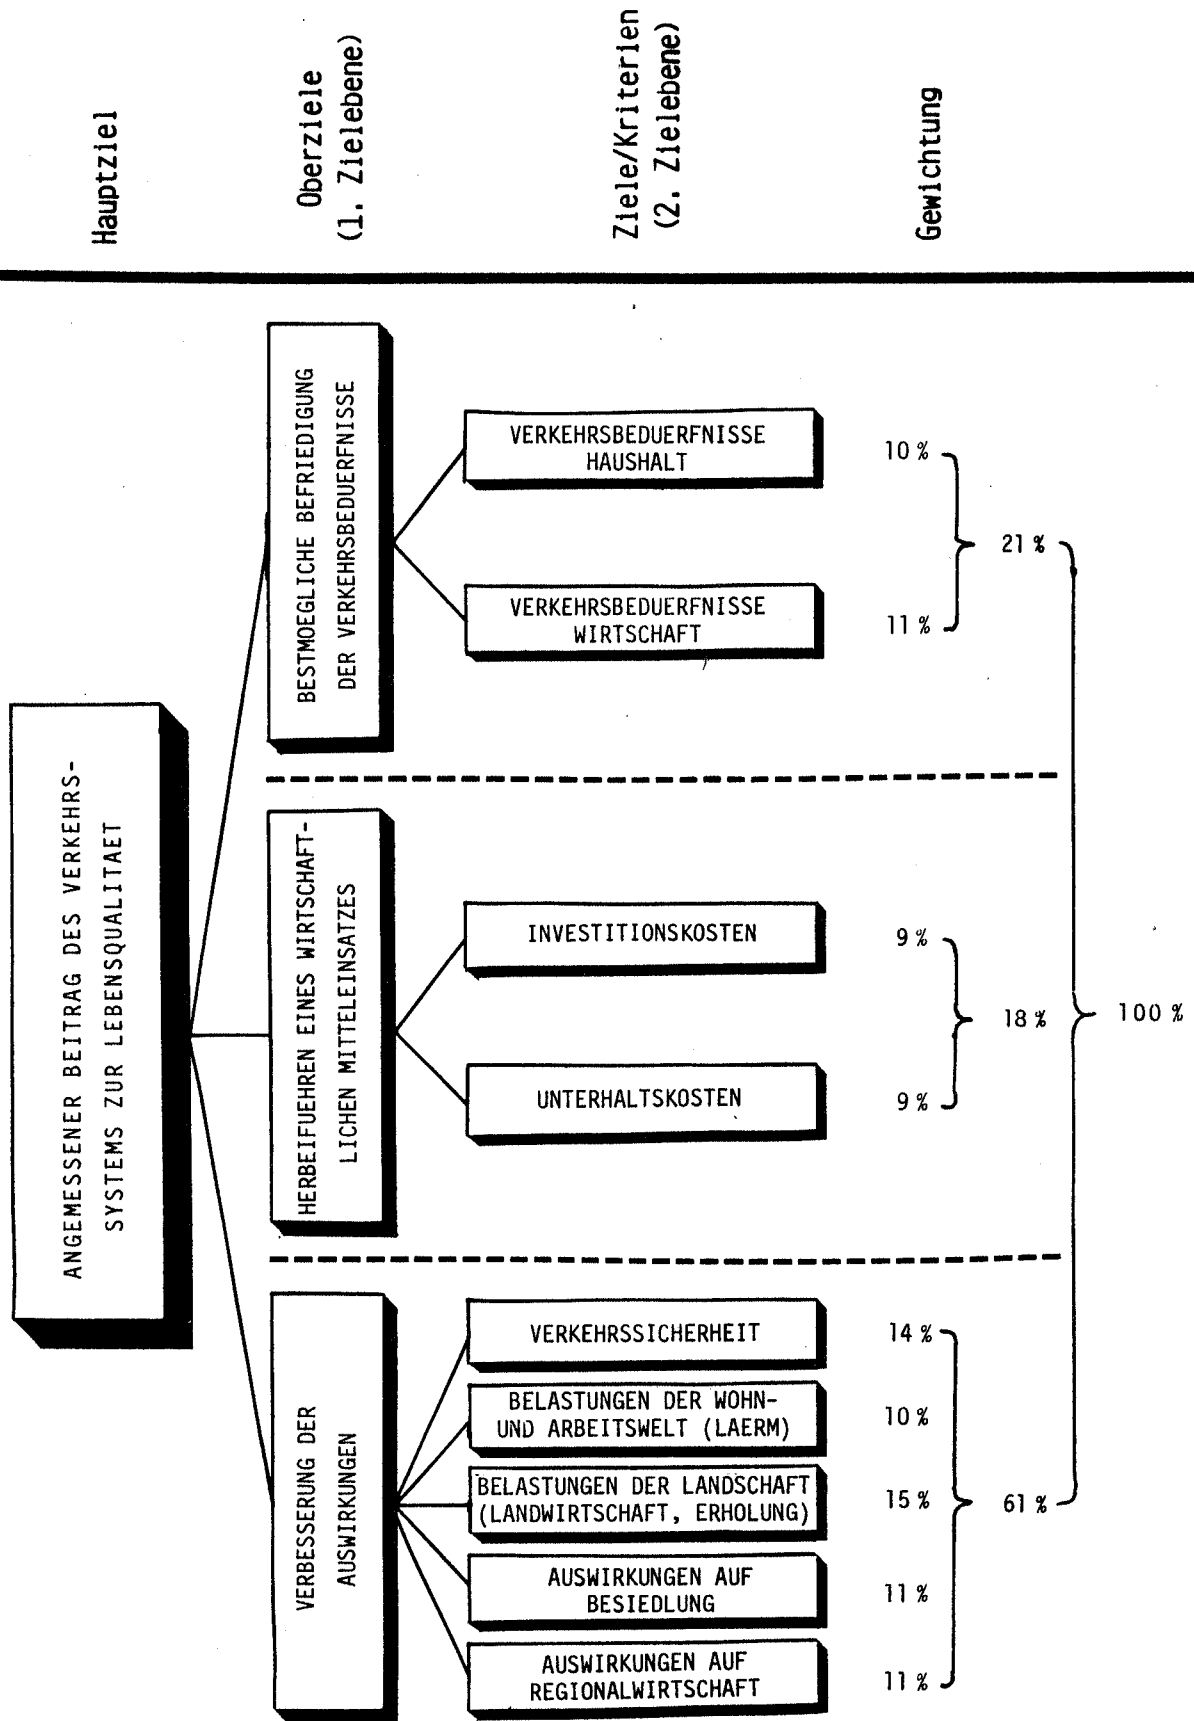 Hauptziel
Oberziele
(1. Zielebene)
Ziele/Kriterien
(2. Zielebene)
Gewichtung
ANGEMESSENER BEITRAG DES VERKEHRS-
SYSTEMS ZUR LEBENSQUALITAET
BESTMOEGLICHE BEFRIEDIGUNG
DER VERKEHRSBEDUERFNISSE
VERKEHRSBEDUERFNISSE
HAUSHALT
10 %
VERKEHRSBEDUERFNISSE
WIRTSCHAFT
11 %
21 %
HERBEIFUEHREN EINES WIRTSCHAFT-
LICHEN MITTELEINSATZES
INVESTITIONSKOSTEN
9 %
UNTERHALTSKOSTEN
9 %
18 %
100 %
VERBESSERUNG DER
AUSWIRKUNGEN
VERKEHRSSICHERHEIT
14 %
BELASTUNGEN DER WOHN-
UND ARBEITSWELT (LAERM)
10 %
BELASTUNGEN DER LANDSCHAFT
(LANDWIRTSCHAFT, ERHOLUNG)
15 %
61 %
AUSWIRKUNGEN AUF
BESIEDLUNG
11 %
AUSWIRKUNGEN AUF
REGIONALWIRTSCHAFT
11 %